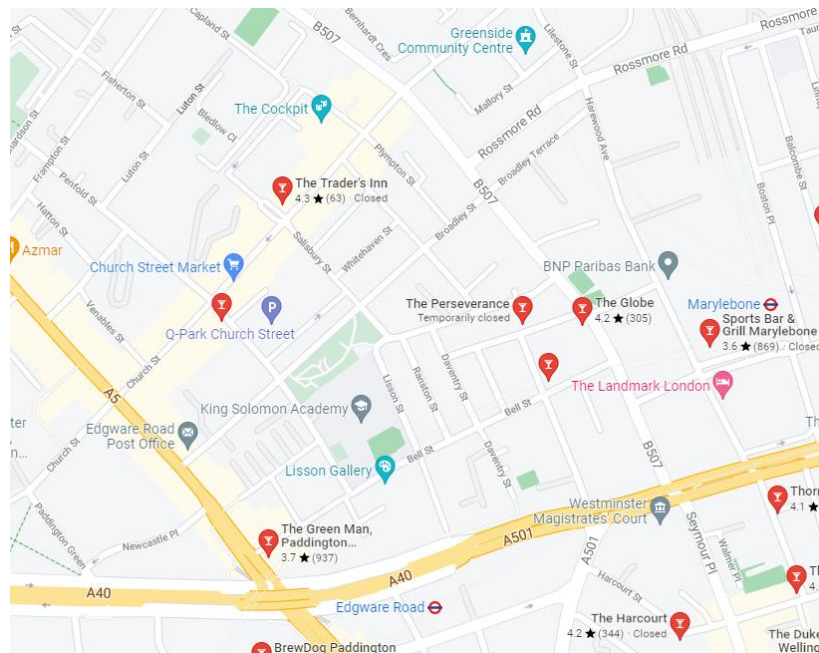 Capland St
B507
Bernhardt Cres
Greenside
Community Centre
Lilestone St
Rossmore Rd
Fisherton St
Luton St
Bledlow Cl
The Cockpit
Mallory St
Rossmore Rd
Harewood Ave
Frampton St
Luton St
Plympton St
Broadley Terrace
Balcombe St
Penfold St
The Trader's Inn
4.3 ★ (63) · Closed
B507
Boston Pl
Hatton St
Salisbury St
Whitehaven St
Broadley St
Azmar
Church Street Market
BNP Paribas Bank
Venables St
Q-Park Church Street
The Perseverance
Temporarily closed
The Globe
4.2 ★ (305)
Marylebone
Sports Bar &
Grill Marylebone
3.6 ★ (869) · Closed
Church St
A5
Lisson St
Ranston St
Daventry St
The Landmark London
King Solomon Academy
Bell St
Edgware Road
Post Office
Church St
Lisson Gallery
Bell St
Daventry St
B507
Westminster
Magistrates' Court
Paddington Green
Newcastle Pl
The Green Man,
Paddington...
3.7 ★ (937)
A501
A501
Seymour Pl
Walmer Pl
4.1 ★
A40
A40
Edgware Road
Harcourt St
The Harcourt
4.2 ★ (344) · Closed
The Duke
BrewDog Paddington